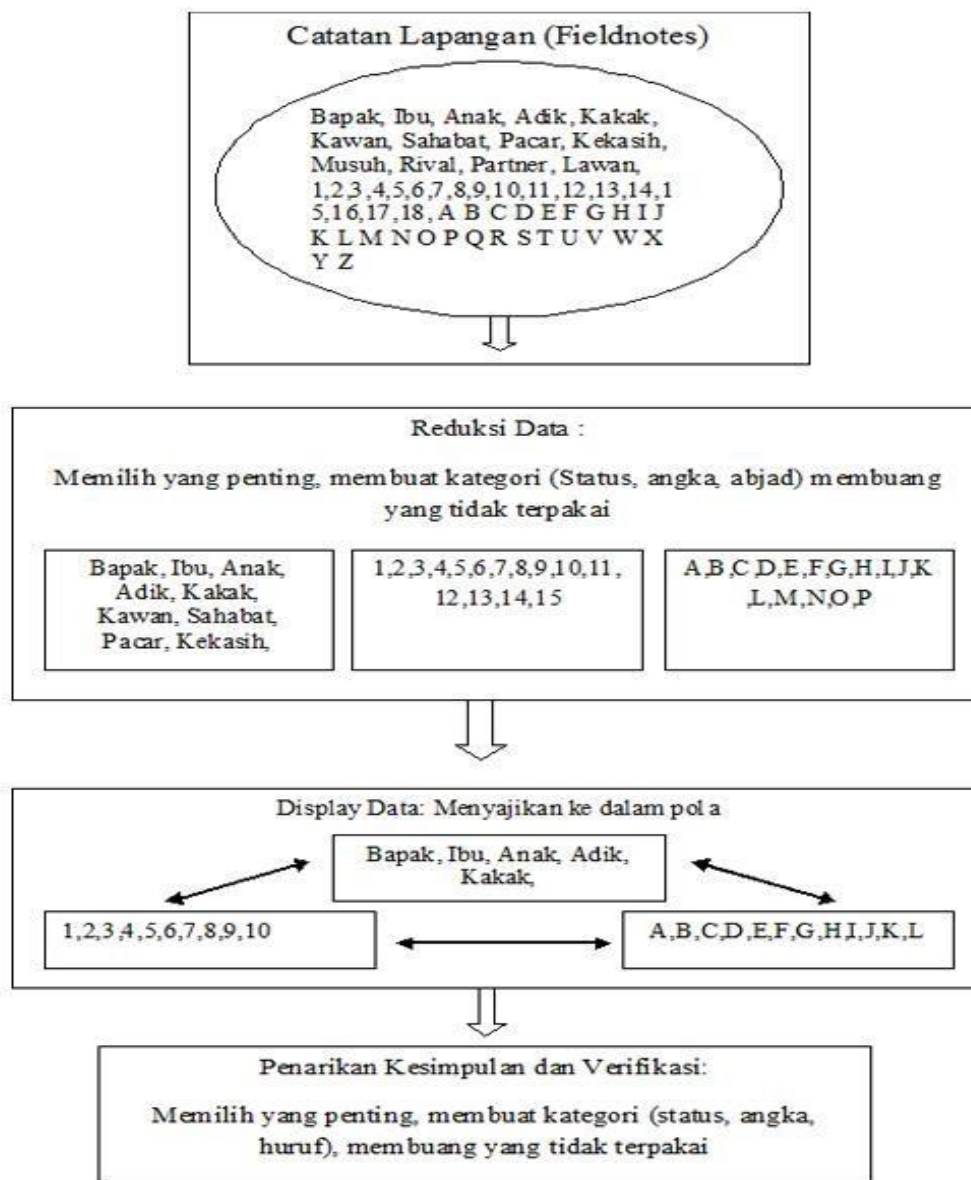 Catatan Lapangan (Fieldnotes)
Bapak, Ibu, Anak, Adik, Kakak,
Kawan, Sahabat, Pacar, Kekasih,
Musuh, Rival, Partner, Lawan,
1,2,3,4,5,6,7,8,9,10,11,12,13,14,1
5,16,17,18, A B C D E F G H I J
K L M N O P Q R S T U V W X
Y Z
Reduksi Data :
Memilih yang penting, membuat kategori (Status, angka, abjad) membuang
yang tidak terpakai
Bapak, Ibu, Anak,
Adik, Kakak,
Kawan, Sahabat,
Pacar, Kekasih,
1,2,3,4,5,6,7,8,9,10,11,
12,13,14,15
A,B,C,D,E,F,G,H,I,J,K
,L,M,N,O,P
Display Data: Menyajikan ke dalam pola
Bapak, Ibu, Anak, Adik,
Kakak,
1,2,3,4,5,6,7,8,9,10
A,B,C,D,E,F,G,H,I,J,K,L
Penarikan Kesimpulan dan Verifikasi:
Memilih yang penting, membuat kategori (status, angka,
huruf), membuang yang tidak terpakai